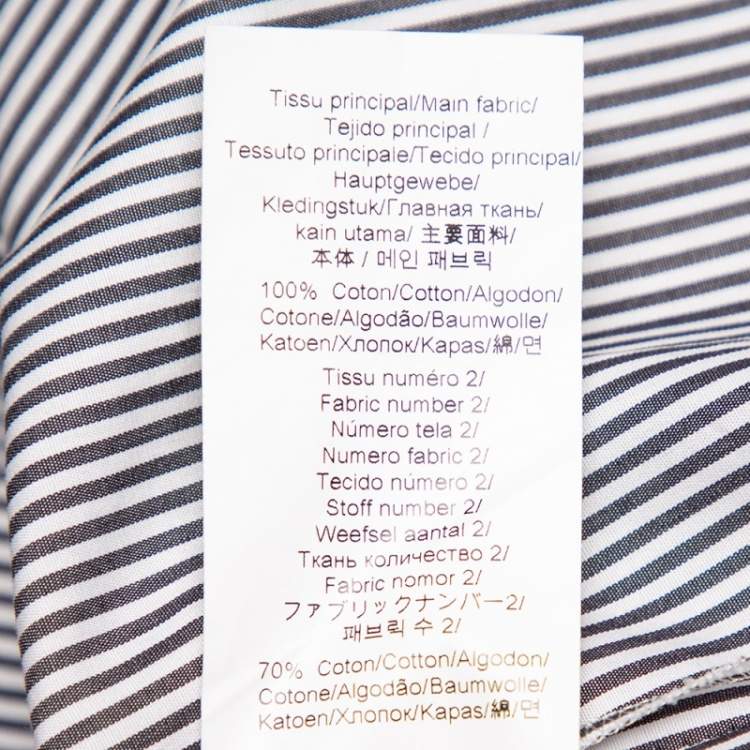 Tissu principal/Main fabric/
Tejido principal /
Tessuto principale/Tecido principal/
Hauptgewebe/
Kledingstuk/Главная ткань/
kain utama/ 主要面料/
本体 / 메인 패브릭
100% Coton/Cotton/Algodon/
Cotone/Algodão/Baumwolle/
Katoen/Хлопок/Kapas/綿/면
Tissu numéro 2/
Fabric number 2/
Número tela 2/
Numero fabric 2/
Tecido número 2/
Stoff number 2/
Weefsel aantal 2/
Ткань количество 2/
Fabric nomor 2/
ファブリックナンバー2/
패브릭 수 2/
70% Coton/Cotton/Algodon/
Cotone/Algodão/Baumwolle/
Katoen/Хлопок/Kapas/綿/면